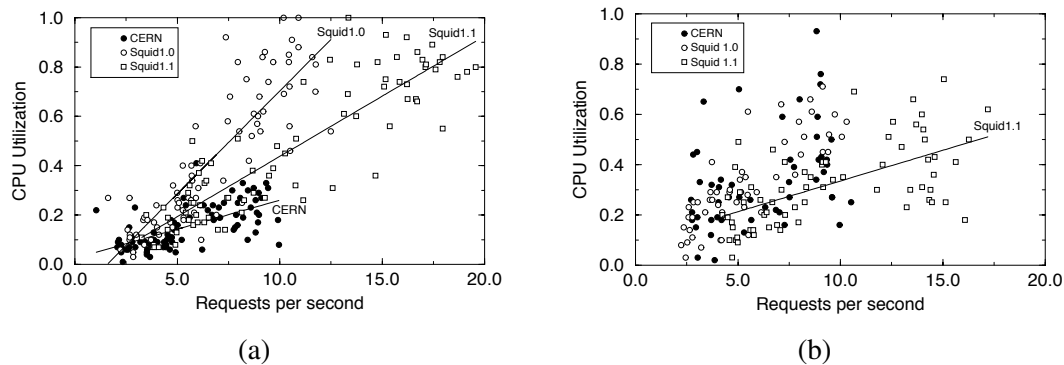 (a)
1.0
0.8
0.6
0.4
0.2
0.0
CPU Utilization
CERN
Squid1.0
Squid1.1
Squid1.0
Squid1.1
CERN
0.0 5.0 10.0 15.0 20.0
Requests per second
(b)
1.0
0.8
0.6
0.4
0.2
0.0
CPU Utilization
CERN
Squid 1.0
Squid 1.1
Squid1.1
0.0 5.0 10.0 15.0 20.0
Requests per second